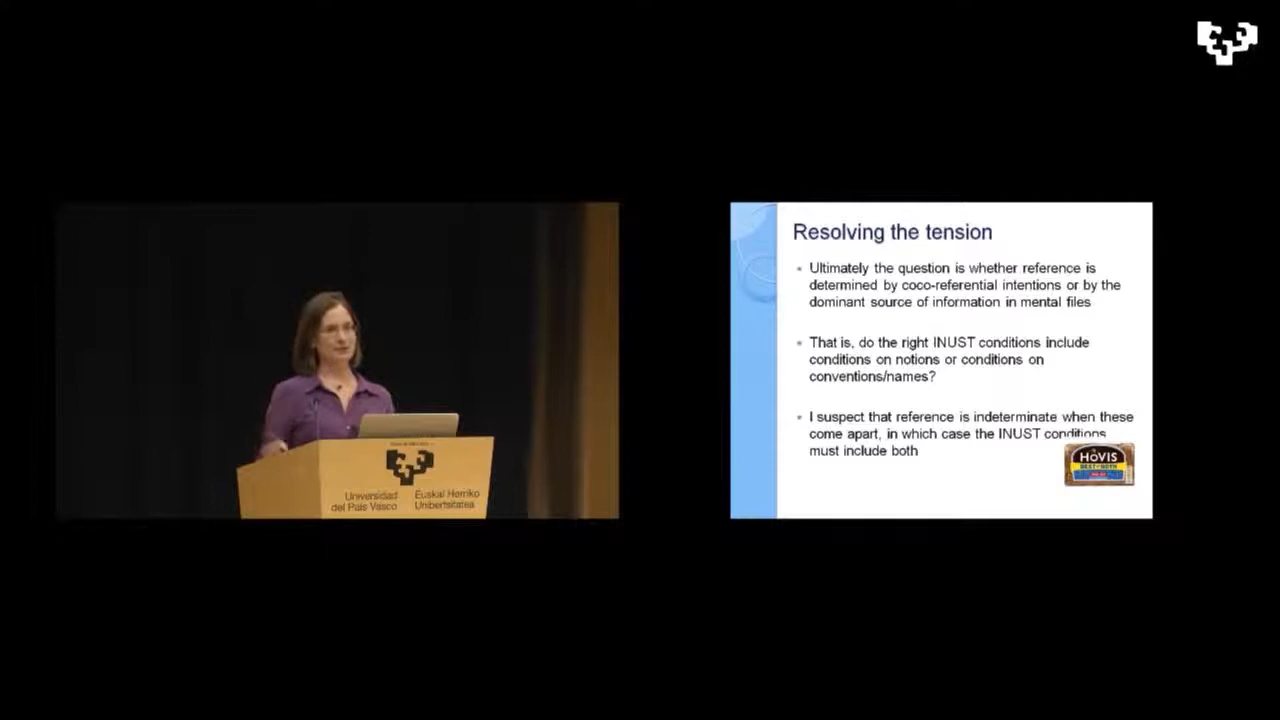 Universidad
del País Vasco
Euskal Herriko
Unibertsitatea
Resolving the tension
Ultimately the question is whether reference is
determined by coco-referential intentions or by the
dominant source of information in mental files
That is, do the right INUST conditions include
conditions on notions or conditions on
conventions/names?
I suspect that reference is indeterminate when these
come apart, in which case the INUST conditions
must include both
HOVIS
BEST OF BOTH